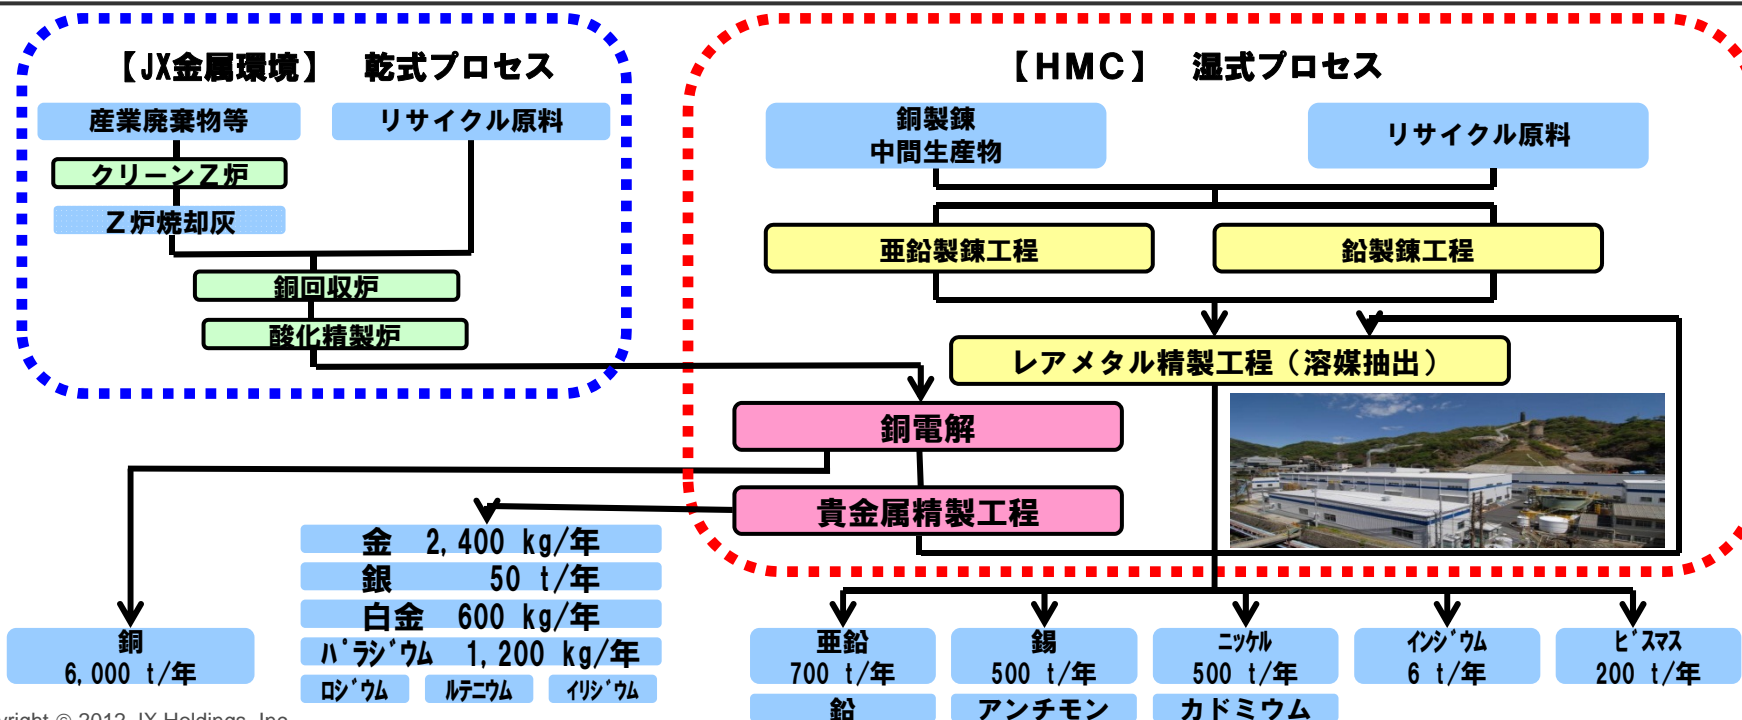 【JX金属環境】　乾式プロセス
産業廃棄物等
リサイクル原料
クリーンZ炉
Z炉焼却灰
銅回収炉
酸化精製炉
【HMC】　湿式プロセス
銅製錬
中間生産物
リサイクル原料
亜鉛製錬工程
鉛製錬工程
レアメタル精製工程（溶媒抽出）
銅電解
貴金属精製工程
金 2,400 kg/年
銀 50 t/年
白金 600 kg/年
パラジウム 1,200 kg/年
ロジウム
ルテニウム
イリジウム
銅
6,000 t/年
亜鉛
700 t/年
錫
500 t/年
ニッケル
500 t/年
インジウム
6 t/年
ビスマス
200 t/年
鉛
アンチモン
カドミウム
© 2012 JX Holdings, Inc